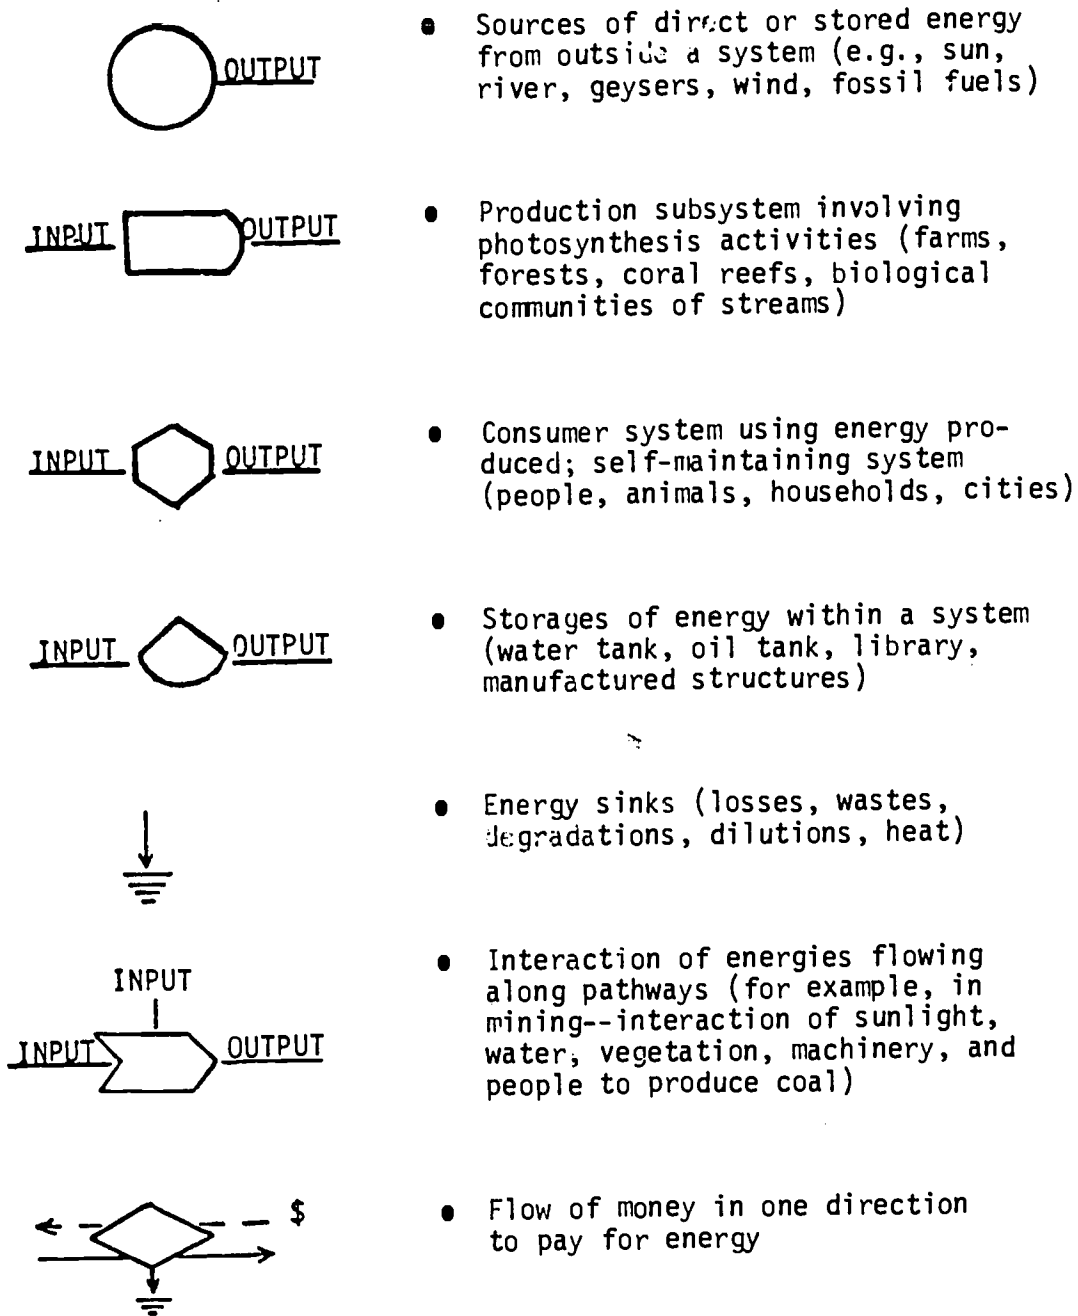 OUTPUT
● Sources of direct or stored energy
from outside a system (e.g., sun,
river, geysers, wind, fossil fuels)
INPUT OUTPUT
● Production subsystem involving
photosynthesis activities (farms,
forests, coral reefs, biological
communities of streams)
INPUT OUTPUT
● Consumer system using energy pro-
duced; self-maintaining system
(people, animals, households, cities)
INPUT OUTPUT
● Storages of energy within a system
(water tank, oil tank, library,
manufactured structures)
● Energy sinks (losses, wastes,
degradations, dilutions, heat)
INPUT
INPUT OUTPUT
● Interaction of energies flowing
along pathways (for example, in
mining--interaction of sunlight,
water, vegetation, machinery, and
people to produce coal)
$
● Flow of money in one direction
to pay for energy